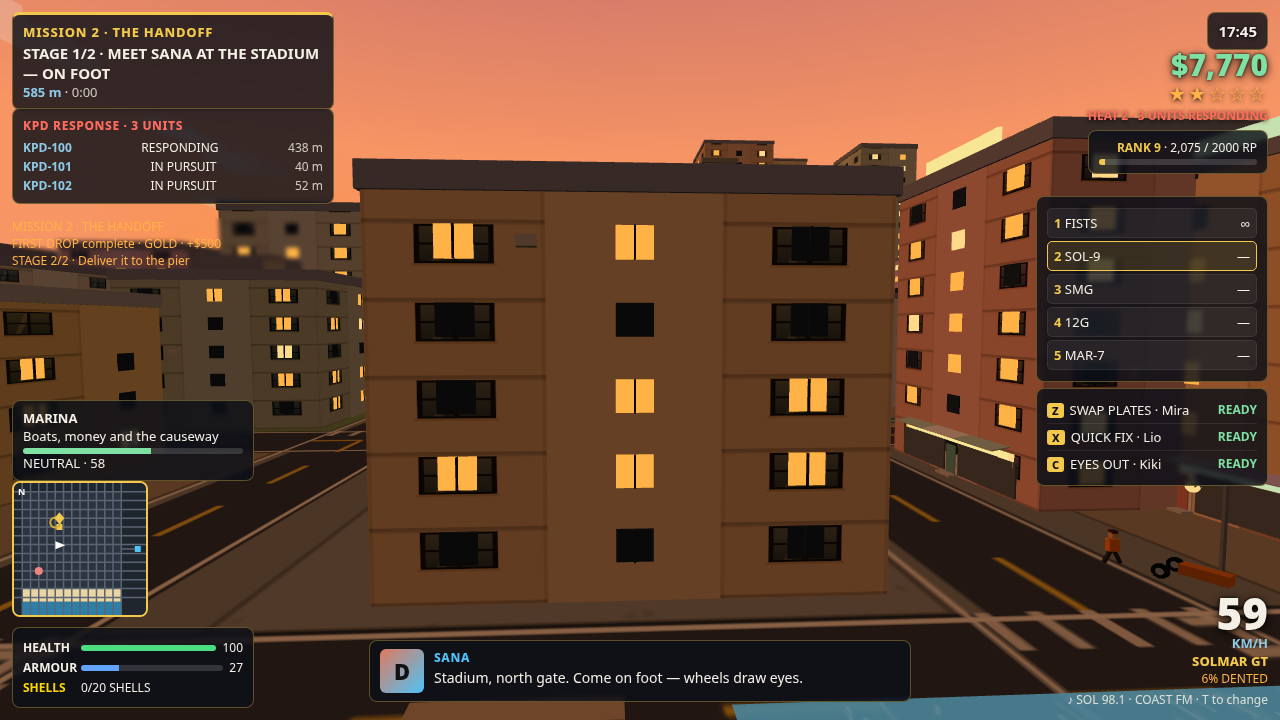 MISSION 2 · THE HANDOFF
STAGE 1/2 · MEET SANA AT THE STADIUM
— ON FOOT
585 m · 0:00
KPD RESPONSE · 3 UNITS
KPD-100 RESPONDING 438 m
KPD-101 IN PURSUIT 40 m
KPD-102 IN PURSUIT 52 m
MISSION 2 · THE HANDOFF
FIRST DROP complete · GOLD · +$500
STAGE 2/2 · Deliver it to the pier
MARINA
Boats, money and the causeway
NEUTRAL · 58
N
HEALTH 100
ARMOUR 27
SHELLS 0/20 SHELLS
D
SANA
Stadium, north gate. Come on foot — wheels draw eyes.
17:45
$7,770
★★☆☆☆
HEAT 2 · 3 UNITS RESPONDING
RANK 9 · 2,075 / 2000 RP
1 FISTS ∞
2 SOL-9 —
3 SMG —
4 12G —
5 MAR-7 —
Z SWAP PLATES · Mira READY
X QUICK FIX · Lio READY
C EYES OUT · Kiki READY
59
KM/H
SOLMAR GT
6% DENTED
♪ SOL 98.1 · COAST FM · T to change